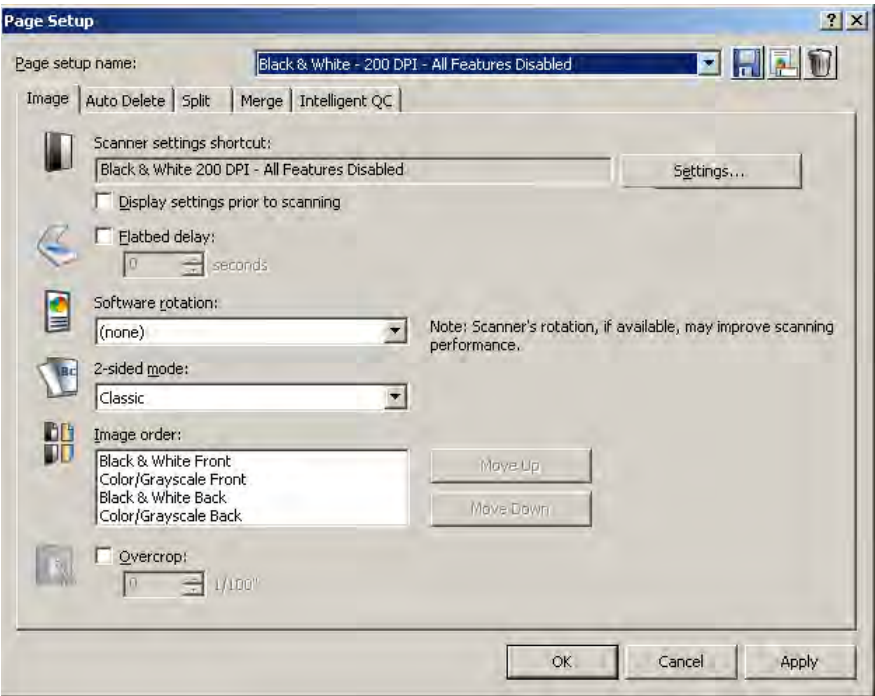 Page Setup
Page setup name:
Black & White - 200 DPI - All Features Disabled
Image Auto Delete Split Merge Intelligent QC
Scanner settings shortcut:
Black & White 200 DPI - All Features Disabled
Settings...
Display settings prior to scanning
Flatbed delay:
0 seconds
Software rotation:
(none)
Note: Scanner's rotation, if available, may improve scanning
performance.
2-sided mode:
Classic
Image order:
Black & White Front
Color/Grayscale Front
Black & White Back
Color/Grayscale Back
Move Up
Move Down
Overcrop:
0 1/100"
OK Cancel Apply